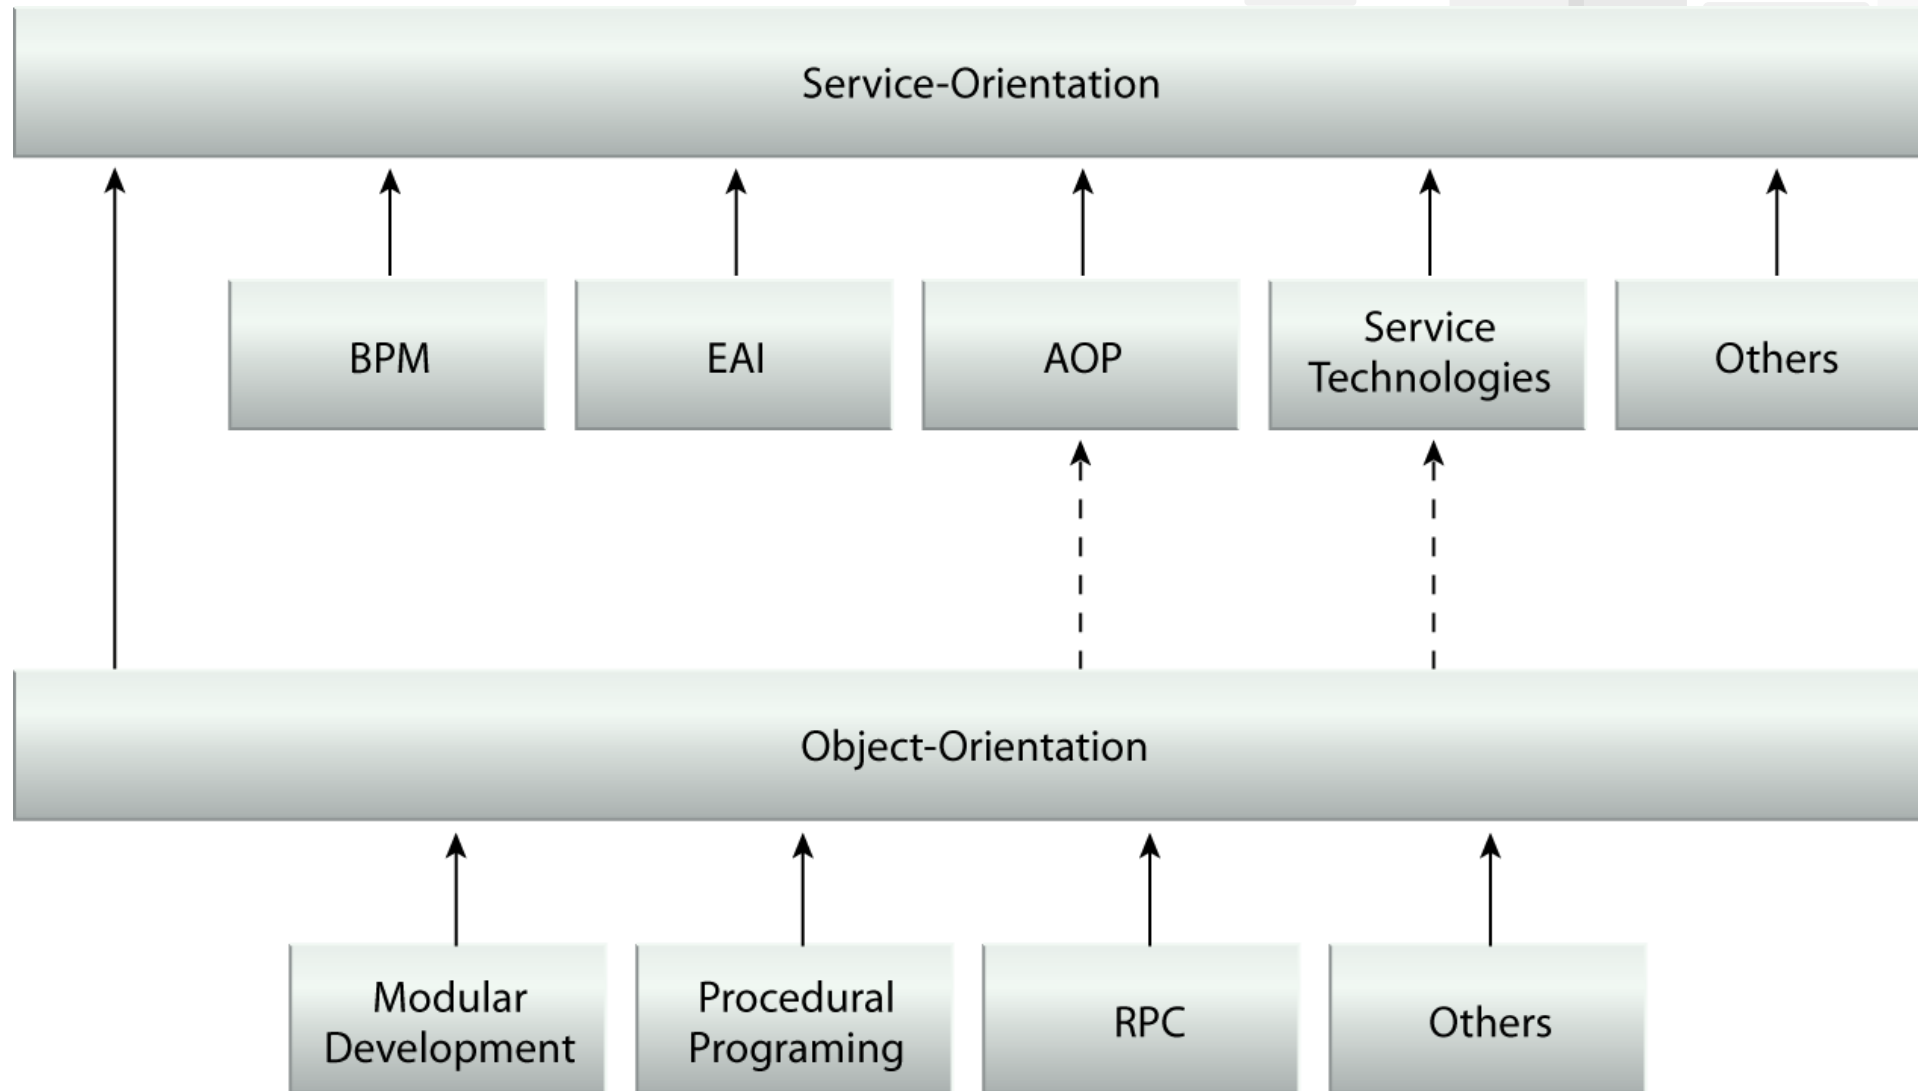 Service-Orientation
BPM
EAI
AOP
Service
Technologies
Others
Object-Orientation
Modular
Development
Procedural
Programing
RPC
Others